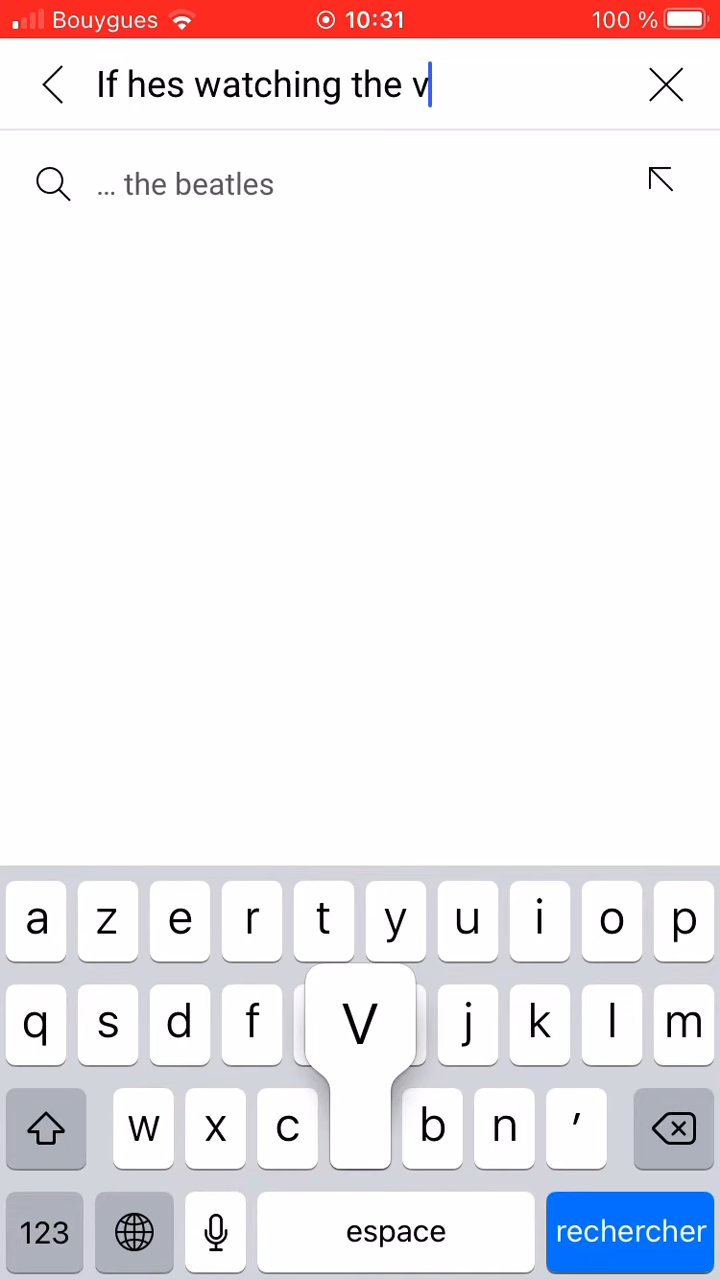 Bouygues 10:31 100 %
If hes watching the v
... the beatles
a z e r t y u i o p
q s d f V j k l m
w x c b n ′
123 espace rechercher